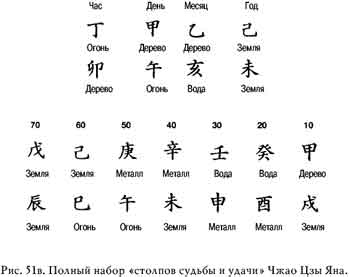 Час День Месяц Год
丁 甲 乙 己
Огонь Дерево Дерево Земля
卯 午 亥 未
Дерево Огонь Вода Земля
70 60 50 40 30 20 10
戊 己 庚 辛 壬 癸 甲
Земля Земля Металл Металл Вода Вода Дерево
辰 巳 午 未 申 酉 戌
Земля Огонь Огонь Земля Металл Металл Земля
Рис. 51в. Полный набор «столпов судьбы и удачи» Чжао Цзы Яна.